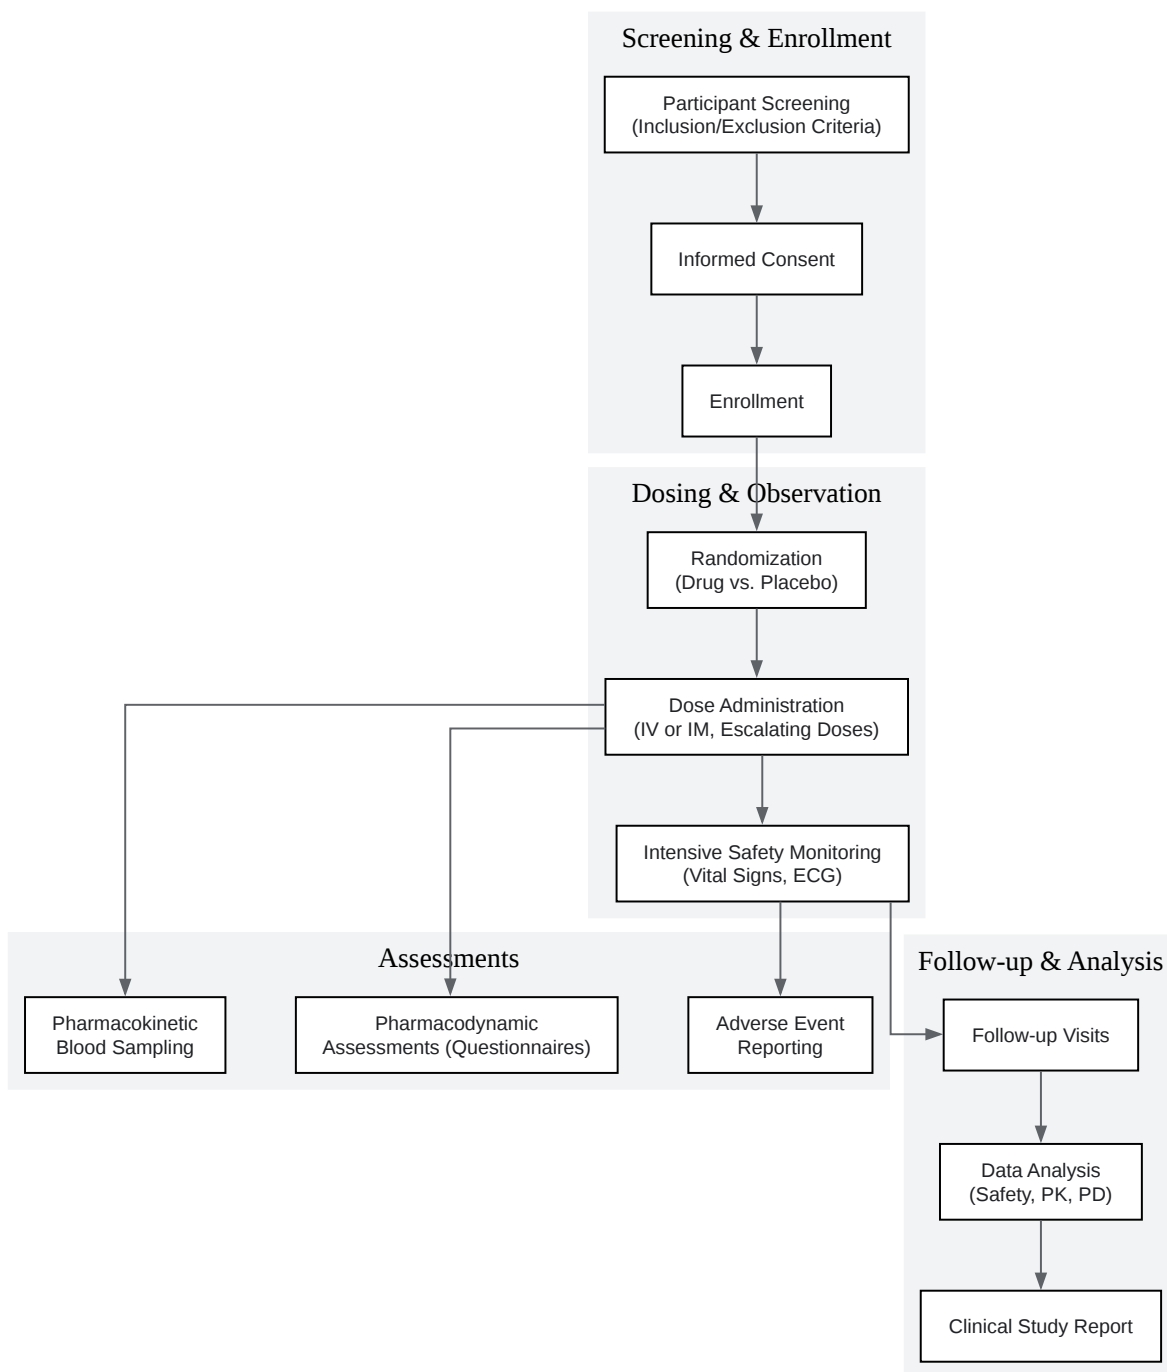 Screening & Enrollment
Participant Screening
(Inclusion/Exclusion Criteria)
Informed Consent
Enrollment
Dosing & Observation
Randomization
(Drug vs. Placebo)
Dose Administration
(IV or IM, Escalating Doses)
Intensive Safety Monitoring
(Vital Signs, ECG)
Assessments
Pharmacokinetic
Blood Sampling
Pharmacodynamic
Assessments (Questionnaires)
Adverse Event
Reporting
Follow-up & Analysis
Follow-up Visits
Data Analysis
(Safety, PK, PD)
Clinical Study Report